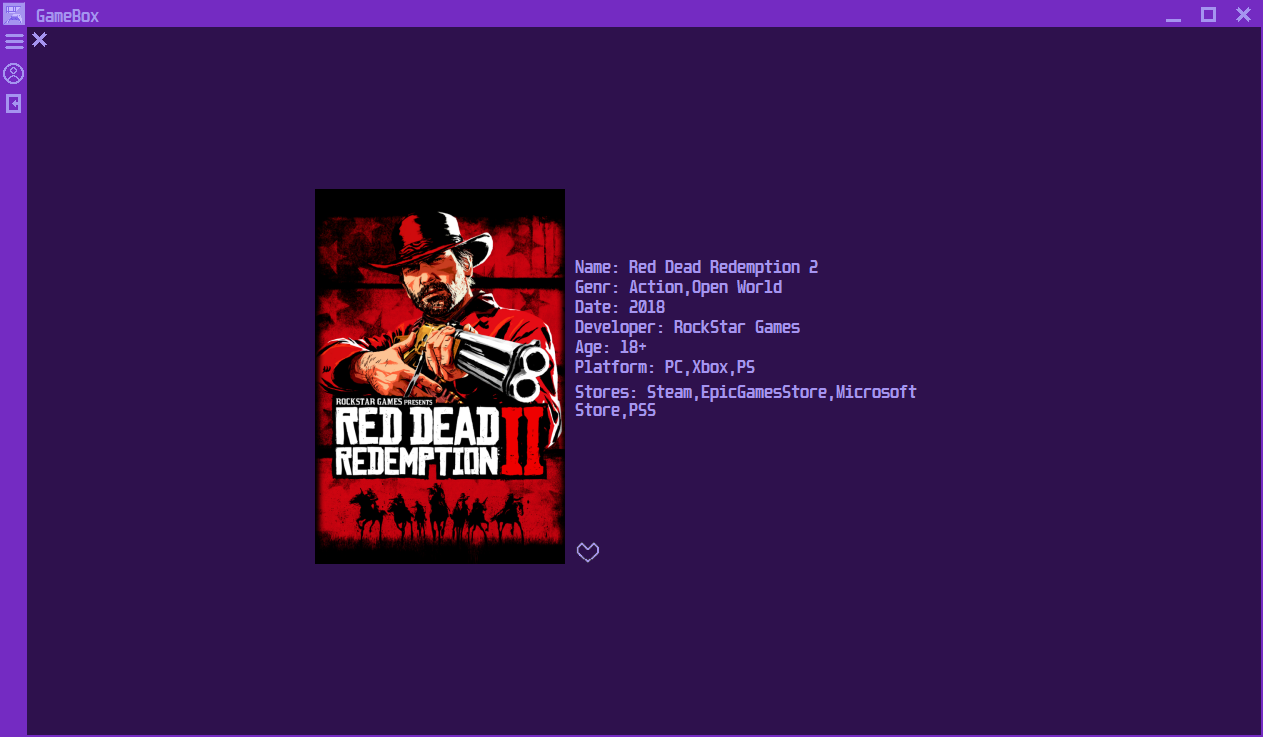 GameBox
Name: Red Dead Redemption 2
Genr: Action,Open World
Date: 2018
Developer: RockStar Games
Age: 18+
Platform: PC,Xbox,PS
Stores: Steam,EpicGamesStore,Microsoft
Store,PSS
ROCKSTAR GAMES PRESENTS
RED DEAD
REDEMPTION II